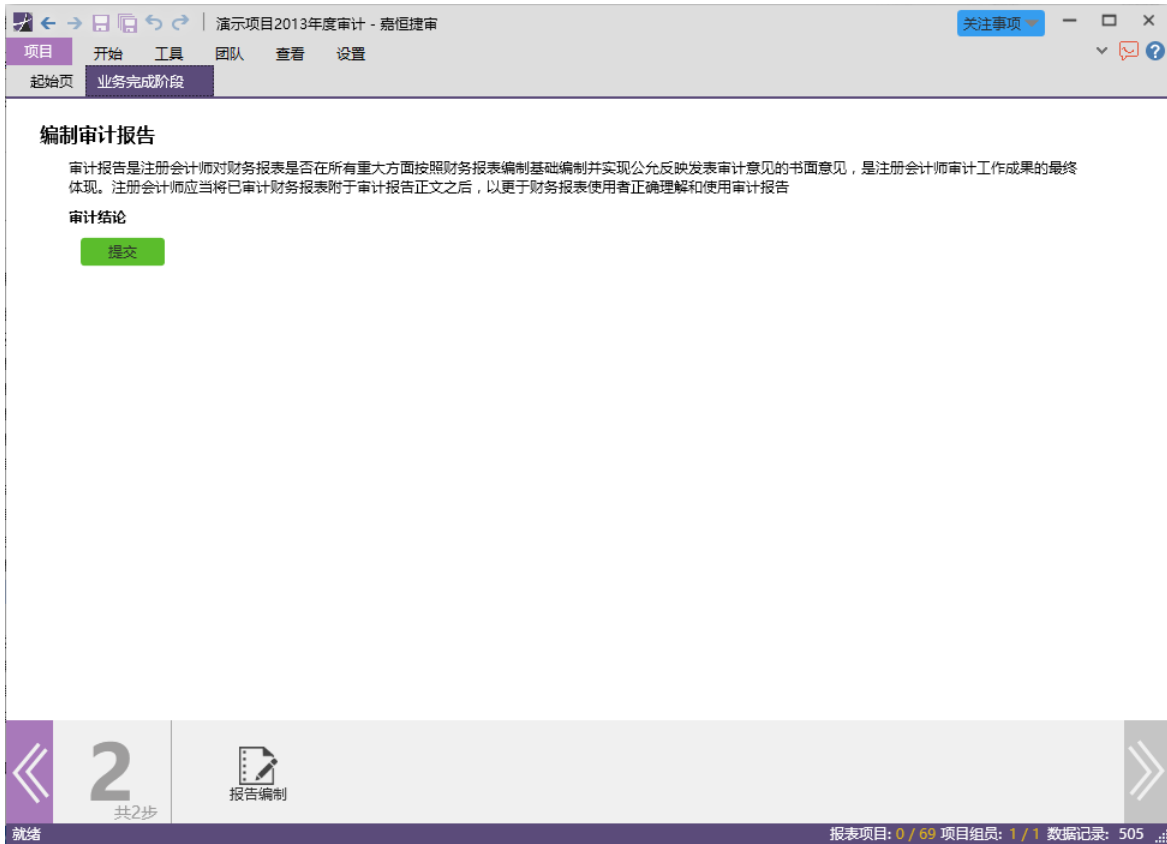 演示项目2013年度审计 - 嘉恒捷审
关注事项
项目 开始 工具 团队 查看 设置
起始页 业务完成阶段
编制审计报告
审计报告是注册会计师对财务报表是否在所有重大方面按照财务报表编制基础编制并实现公允反映发表审计意见的书面意见，是注册会计师审计工作成果的最终
体现。注册会计师应当将已审计财务报表附于审计报告正文之后，以更于财务报表使用者正确理解和使用审计报告
审计结论
提交
2
共2步
报告编制
就绪 报表项目: 0 / 69 项目组员: 1 / 1 数据记录: 505